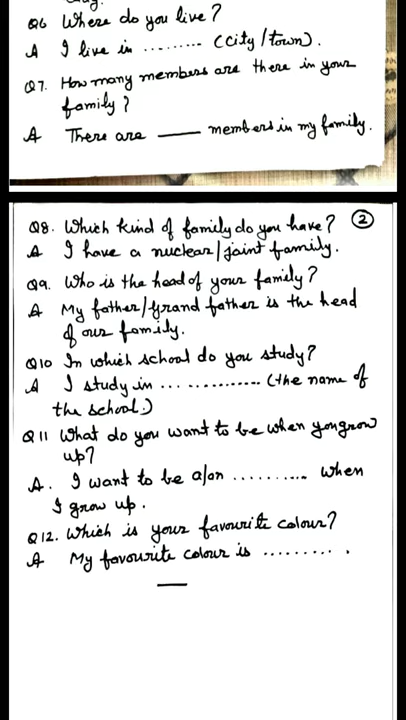 Q6 Where do you live?
A I live in ......... (city/town).
Q7. How many members are there in your
family?
A There are ___ members in my family.
Q8. Which kind of family do you have? ②
A I have a nuclear/joint family.
Q9. Who is the head of your family?
A My father/grand father is the head
of our family.
Q10 In which school do you study?
A I study in ................ (the name of
the school.)
Q11 What do you want to be when you grow
up?
A. I want to be a/an .......... when
I grow up.
Q12. Which is your favourite colour?
A My favourite colour is ......... .